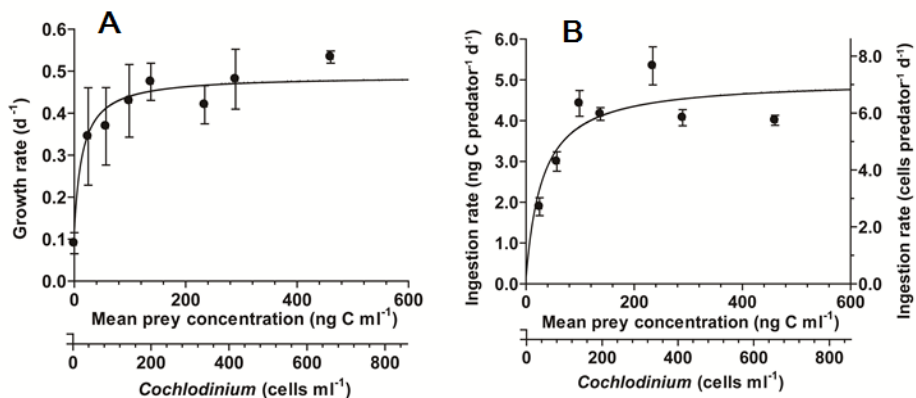 A
0.6
0.5
0.4
0.3
0.2
0.1
0.0
Growth rate (d⁻¹)
0 200 400 600
Mean prey concentration (ng C ml⁻¹)
0 200 400 600 800
Cochlodinium (cells ml⁻¹)
B
6.0
5.0
4.0
3.0
2.0
1.0
0.0
Ingestion rate (ng C predator⁻¹ d⁻¹)
8.0
6.0
4.0
2.0
0.0
Ingestion rate (cells predator⁻¹ d⁻¹)
0 200 400 600
Mean prey concentration (ng C ml⁻¹)
0 200 400 600 800
Cochlodinium (cells ml⁻¹)